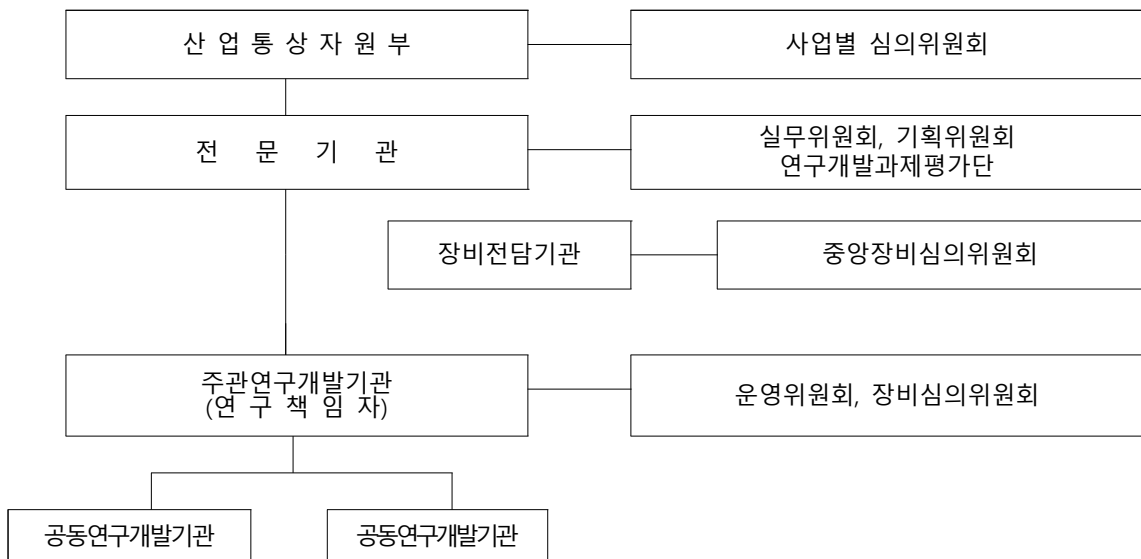 산 업 통 상 자 원 부
사업별 심의위원회
전 문 기 관
실무위원회, 기획위원회
연구개발과제평가단
장비전담기관
중앙장비심의위원회
주관연구개발기관
(연 구 책 임 자)
운영위원회, 장비심의위원회
공동연구개발기관
공동연구개발기관